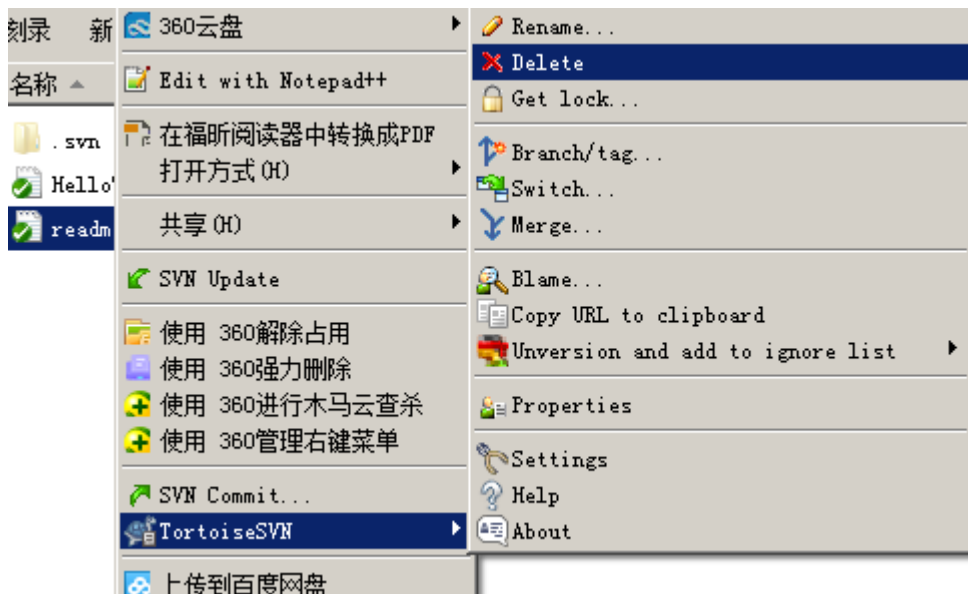 刻录 新
名称
.svn
Hello
readm
360云盘
Edit with Notepad++
在福昕阅读器中转换成PDF
打开方式(H)
共享(H)
SVN Update
使用 360解除占用
使用 360强力删除
使用 360进行木马云查杀
使用 360管理右键菜单
SVN Commit...
TortoiseSVN
上传到百度网盘
Rename...
Delete
Get lock...
Branch/tag...
Switch...
Merge...
Blame...
Copy URL to clipboard
Unversion and add to ignore list
Properties
Settings
Help
About